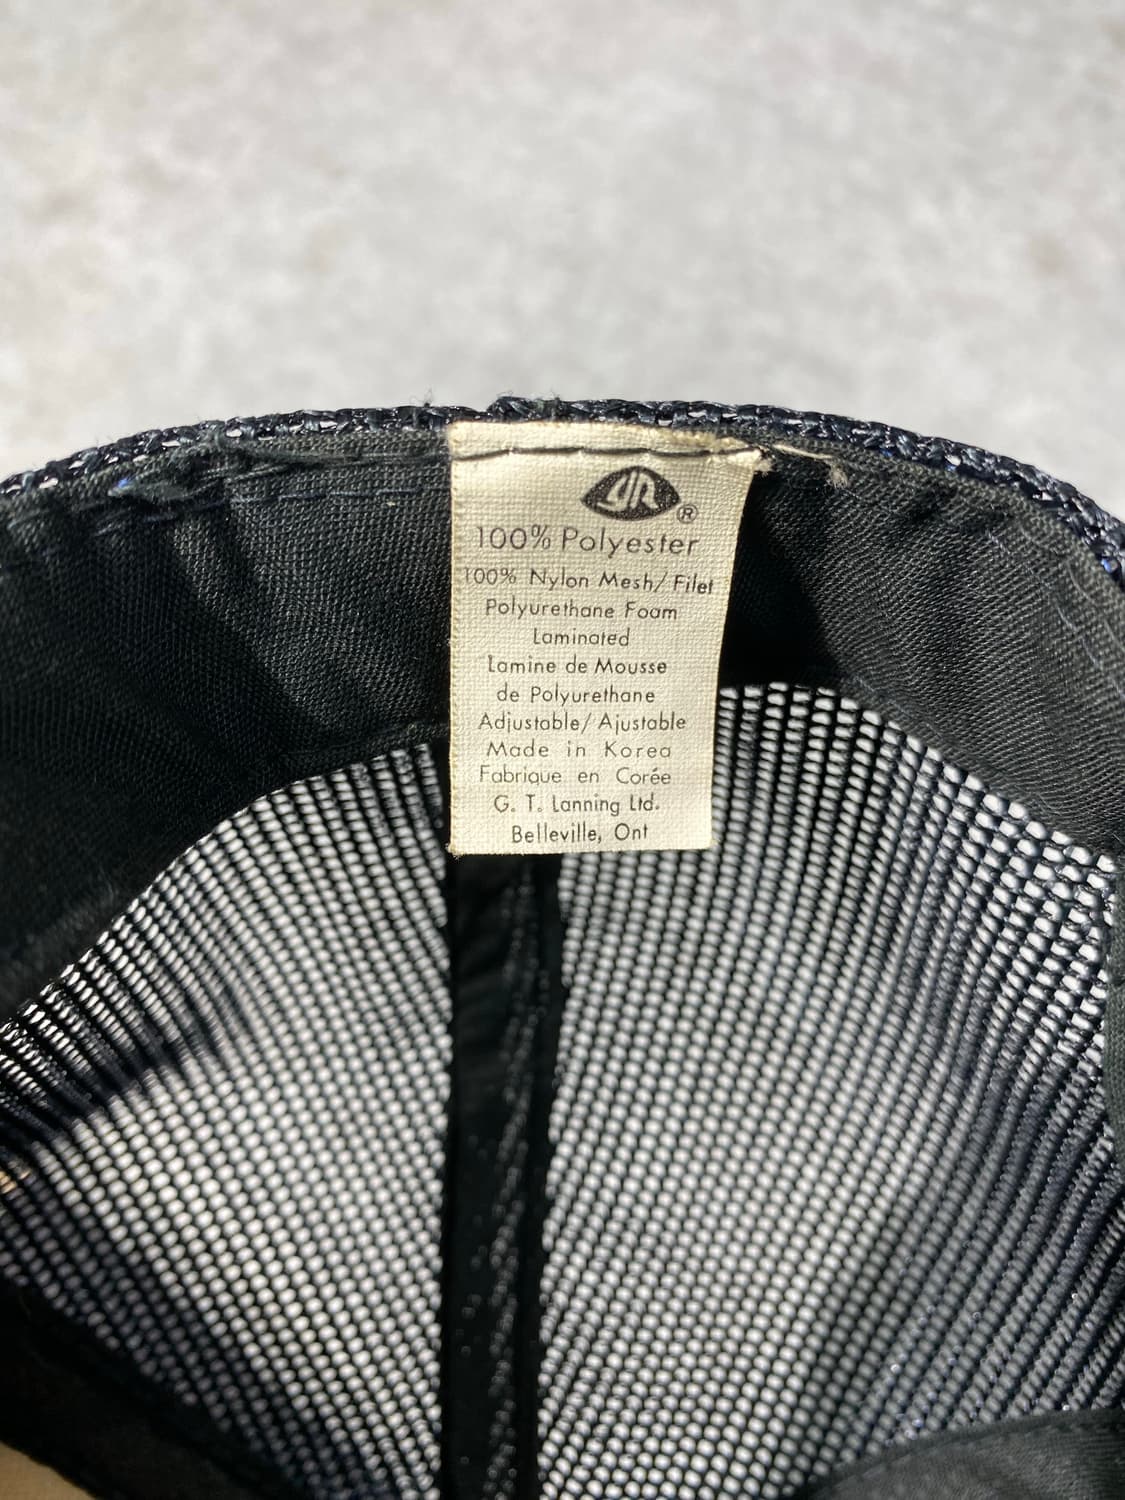 YA ®
100% Polyester
100% Nylon Mesh/ Filet
Polyurethane Foam
Laminated
Lamine de Mousse
de Polyurethane
Adjustable/ Ajustable
Made in Korea
Fabrique en Corée
G. T. Lanning Ltd.
Belleville, Ont